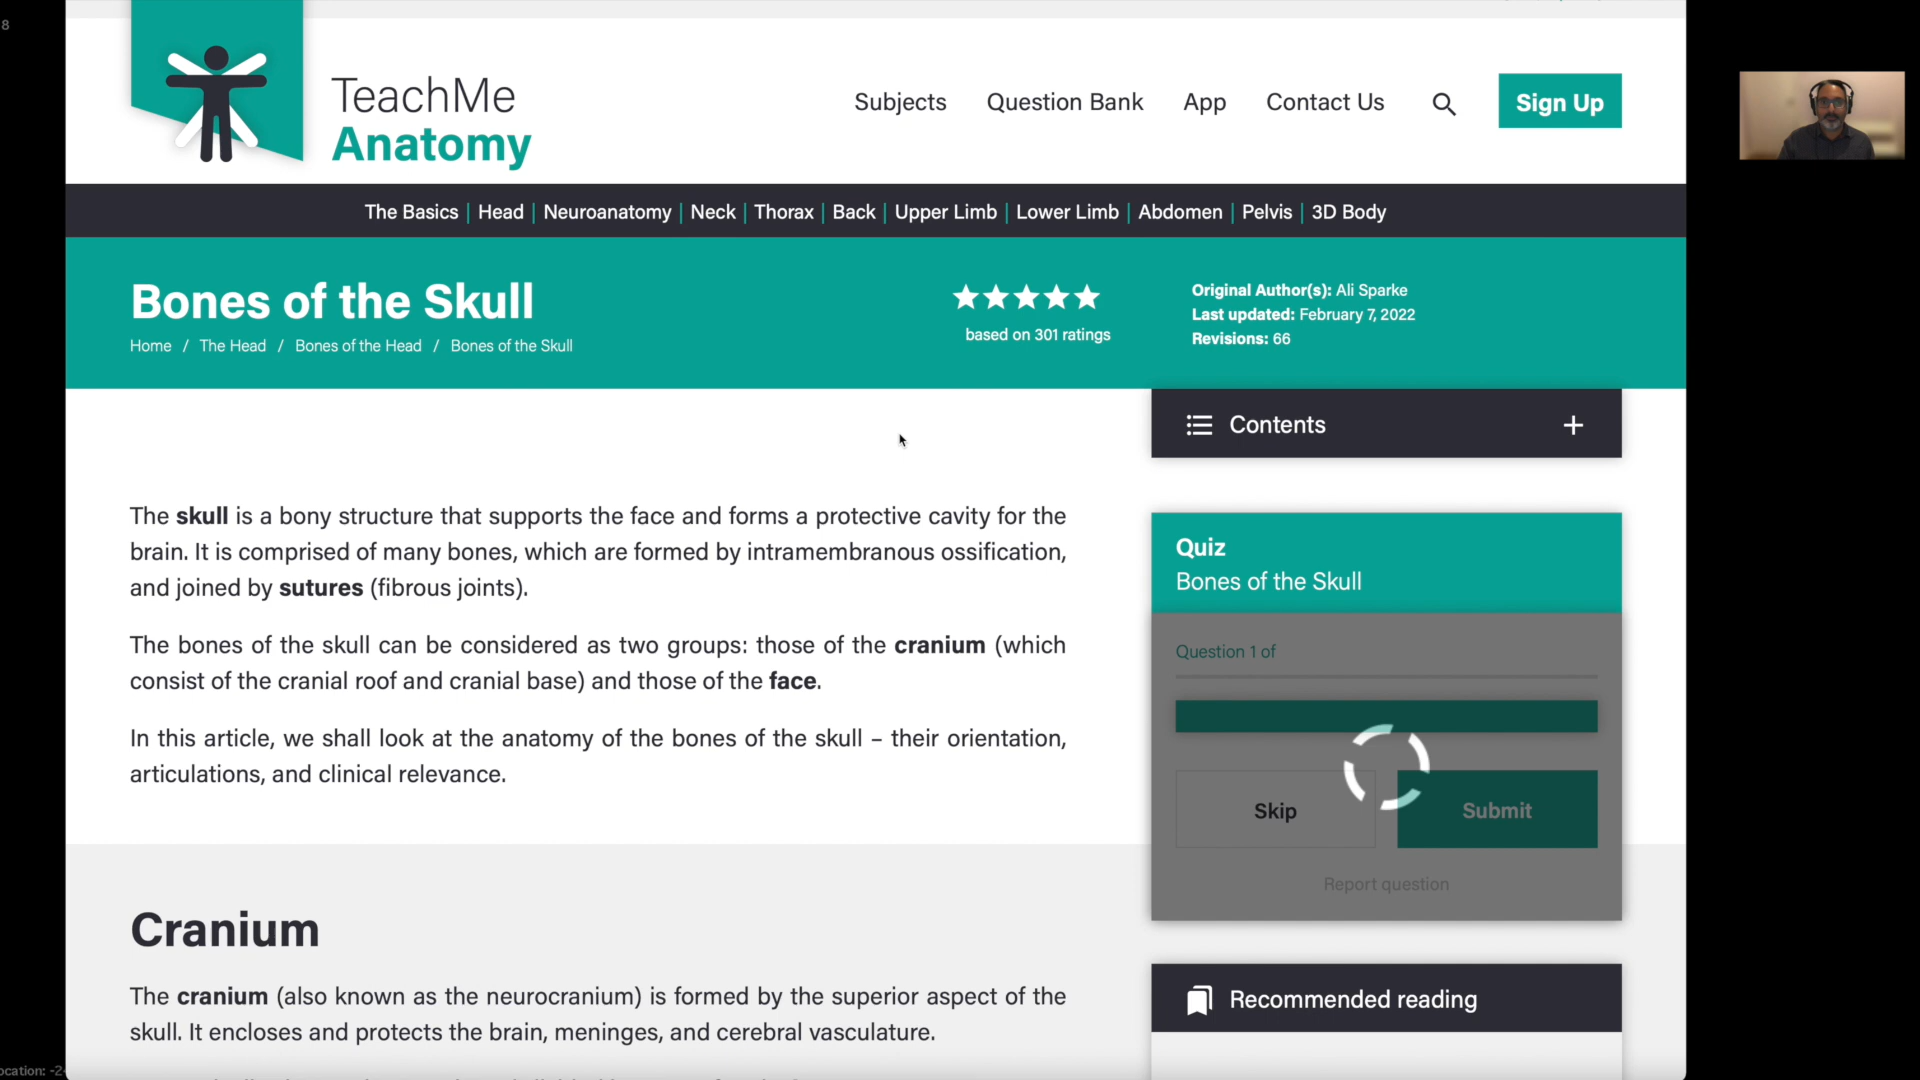 8
TeachMe
Anatomy
Subjects
Question Bank
App
Contact Us
Sign Up
The Basics | Head | Neuroanatomy | Neck | Thorax | Back | Upper Limb | Lower Limb | Abdomen | Pelvis | 3D Body
Bones of the Skull
Home / The Head / Bones of the Head / Bones of the Skull
based on 301 ratings
Original Author(s): Ali Sparke
Last updated: February 7, 2022
Revisions: 66
Contents
The skull is a bony structure that supports the face and forms a protective cavity for the
brain. It is comprised of many bones, which are formed by intramembranous ossification,
and joined by sutures (fibrous joints).
The bones of the skull can be considered as two groups: those of the cranium (which
consist of the cranial roof and cranial base) and those of the face.
In this article, we shall look at the anatomy of the bones of the skull – their orientation,
articulations, and clinical relevance.
Quiz
Bones of the Skull
Question 1 of
Skip
Submit
Report question
Cranium
The cranium (also known as the neurocranium) is formed by the superior aspect of the
skull. It encloses and protects the brain, meninges, and cerebral vasculature.
Recommended reading